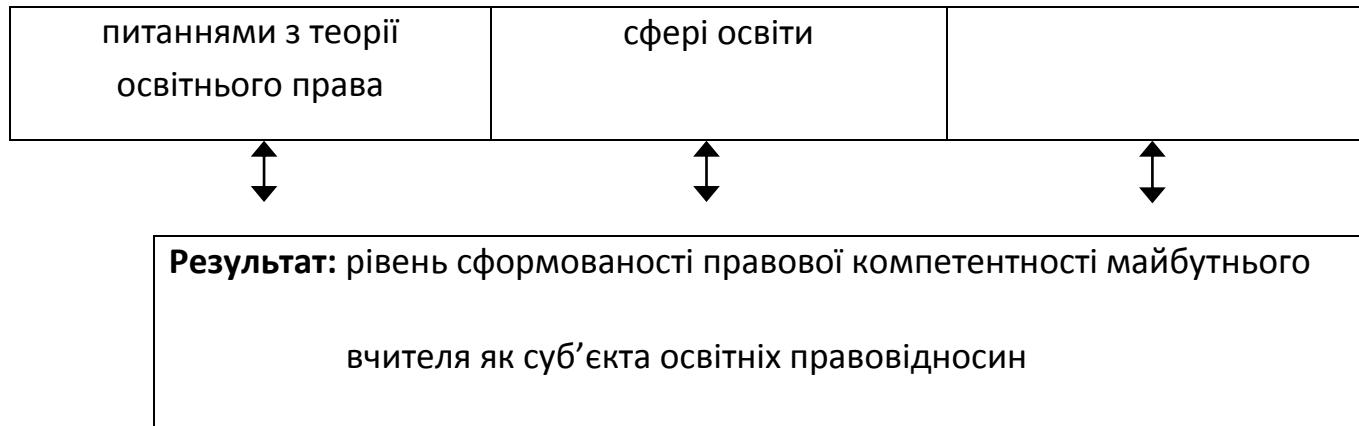 питаннями з теорії
освітнього права
сфері освіти
Результат: рівень сформованості правової компетентності майбутнього
вчителя як суб’єкта освітніх правовідносин